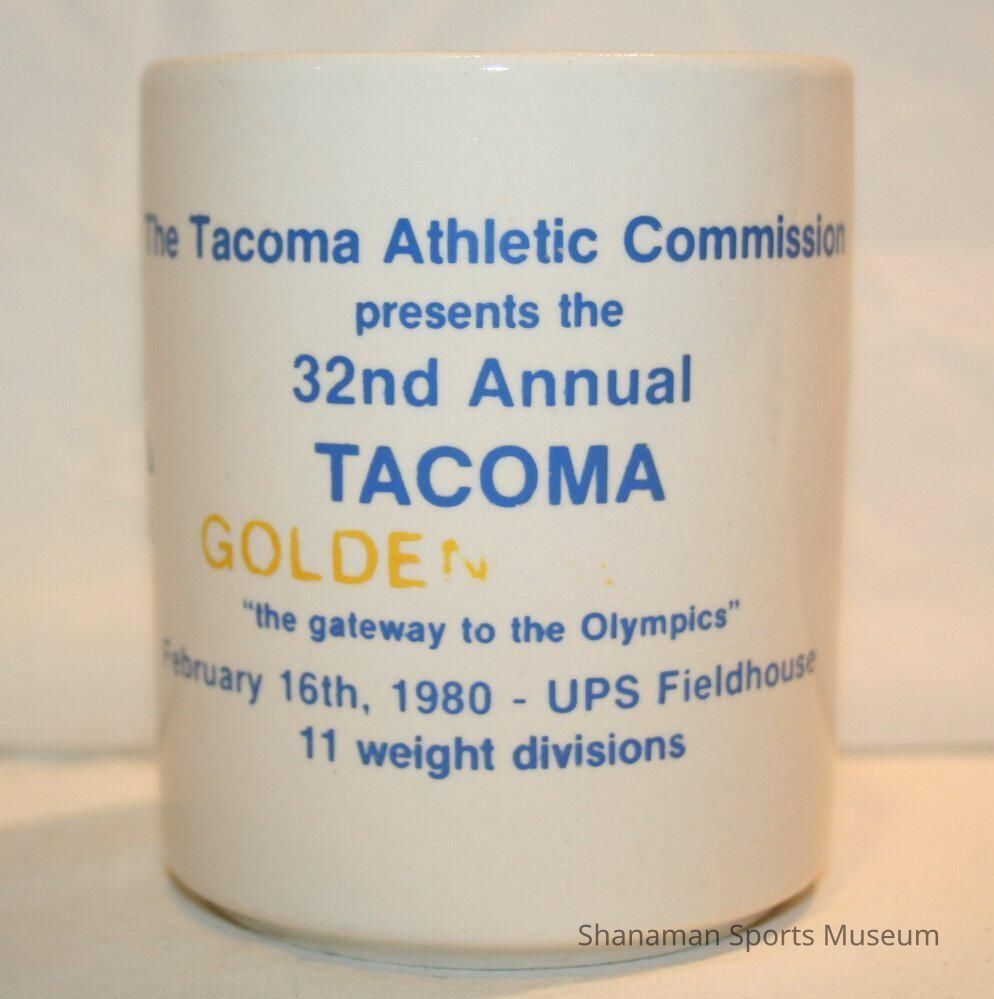 The Tacoma Athletic Commission
presents the
32nd Annual
TACOMA
GOLDEN
“the gateway to the Olympics”
February 16th, 1980 - UPS Fieldhouse
11 weight divisions
Shanaman Sports Museum